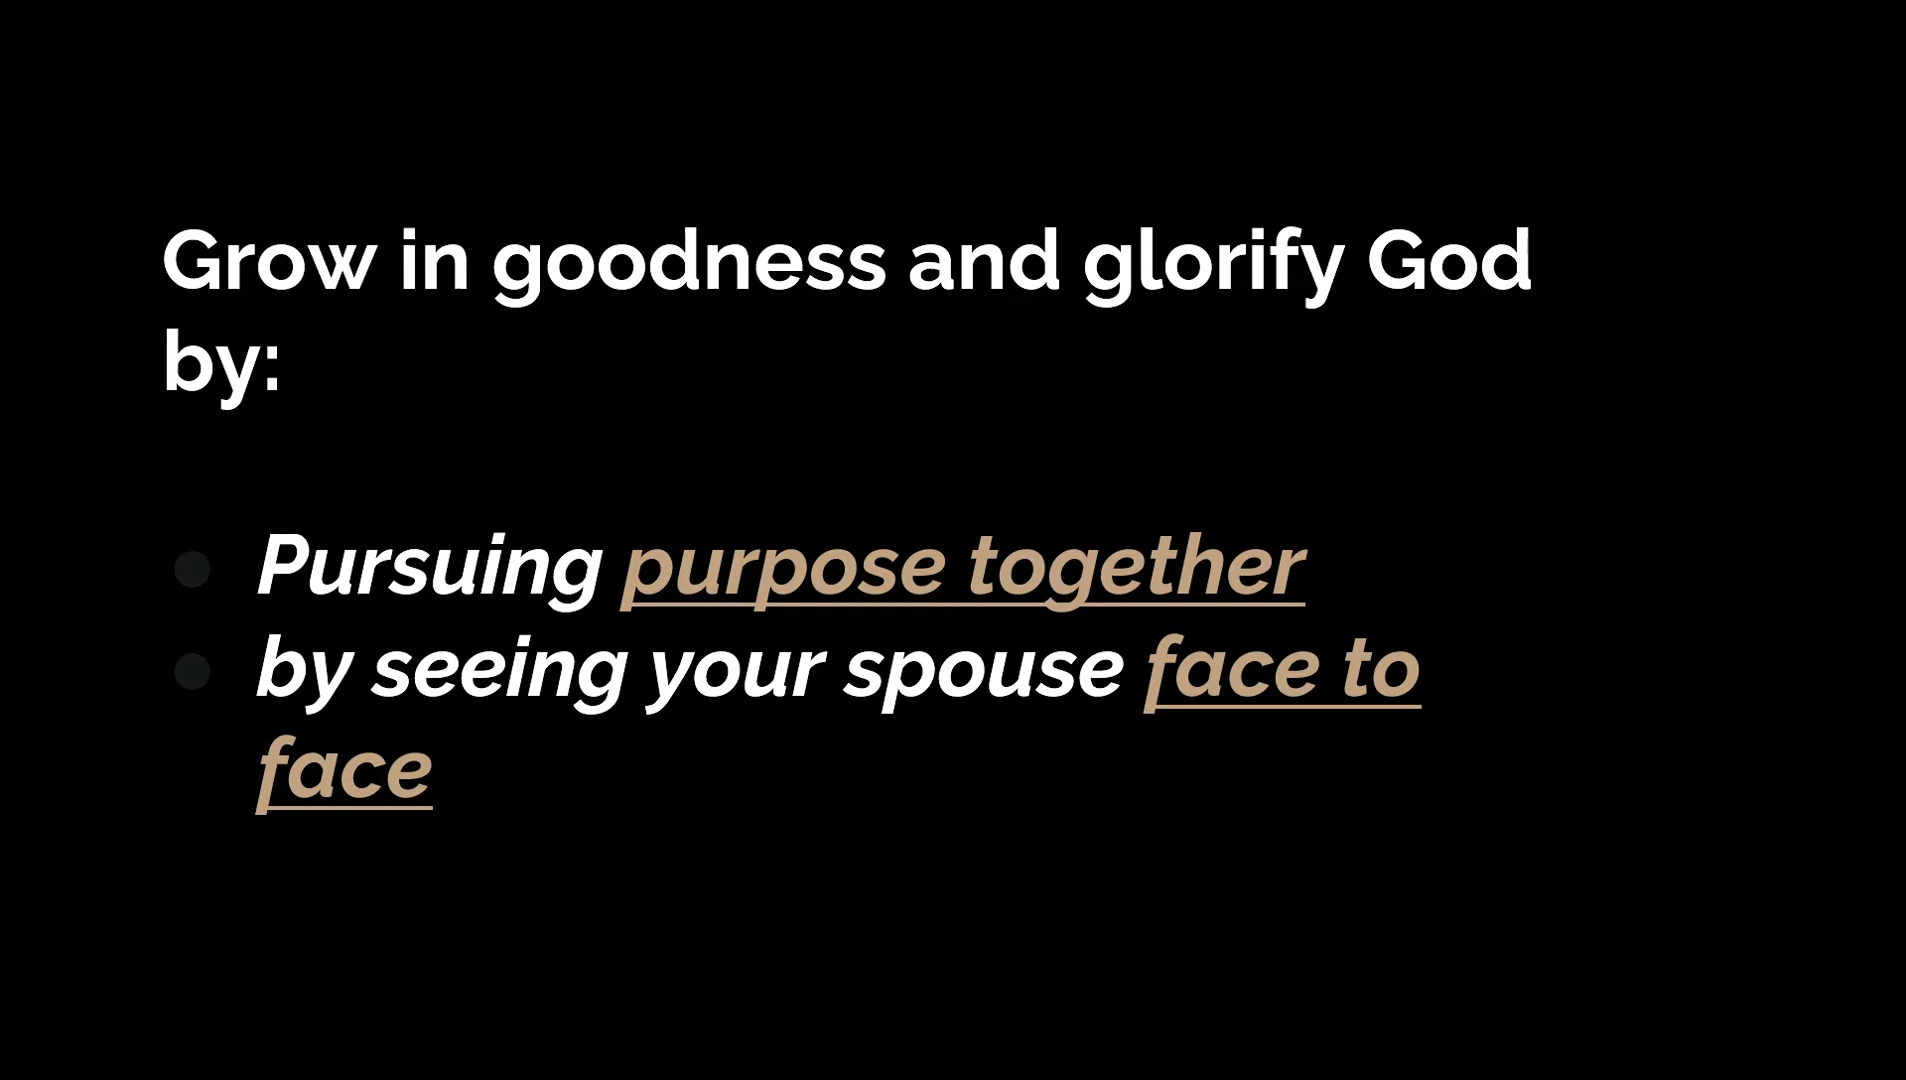 Grow in goodness and glorify God
by:
● Pursuing purpose together
● by seeing your spouse face to
face